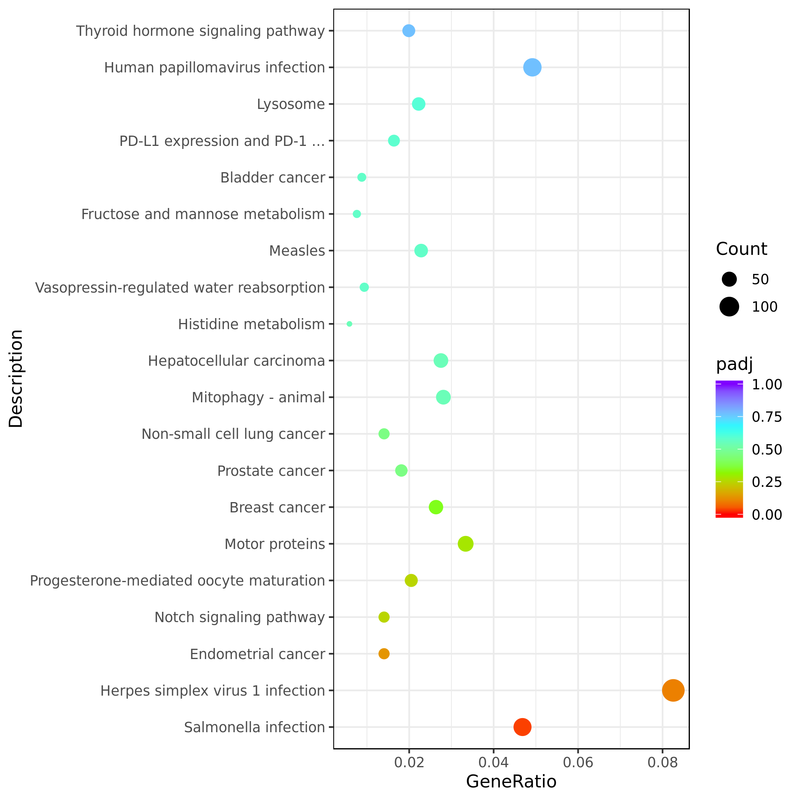 Thyroid hormone signaling pathway
Human papillomavirus infection
Lysosome
PD-L1 expression and PD-1 ...
Bladder cancer
Fructose and mannose metabolism
Measles
Vasopressin-regulated water reabsorption
Histidine metabolism
Hepatocellular carcinoma
Mitophagy - animal
Non-small cell lung cancer
Prostate cancer
Breast cancer
Motor proteins
Progesterone-mediated oocyte maturation
Notch signaling pathway
Endometrial cancer
Herpes simplex virus 1 infection
Salmonella infection
Description
0.02 0.04 0.06 0.08
GeneRatio
Count
50
100
padj
1.00
0.75
0.50
0.25
0.00